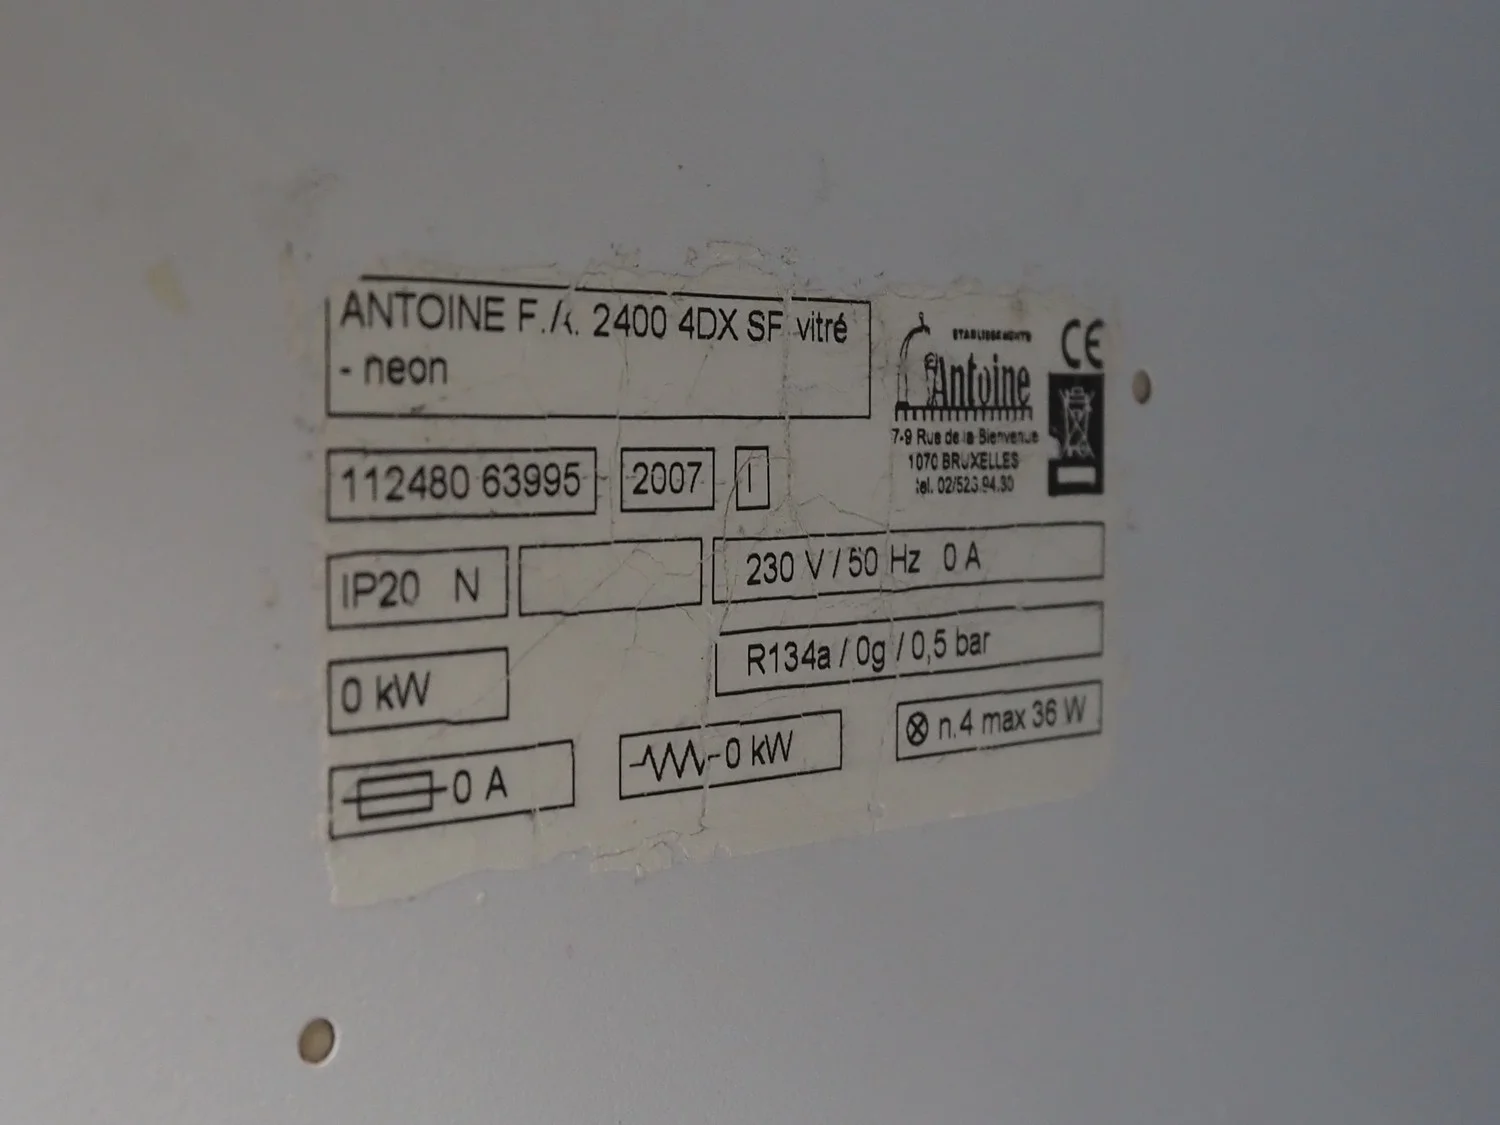 ANTOINE F.A. 2400 4DX SF vitré
- neon
ETABLISSEMENTS
Antoine
7-9 Rue de la Bienvenue
1070 BRUXELLES
tel. 02/523.94.30
CE
112480 63995
2007
I
IP20 N
230 V / 50 Hz 0 A
0 kW
R134a / 0g / 0,5 bar
0 A
0 kW
n.4 max 36 W